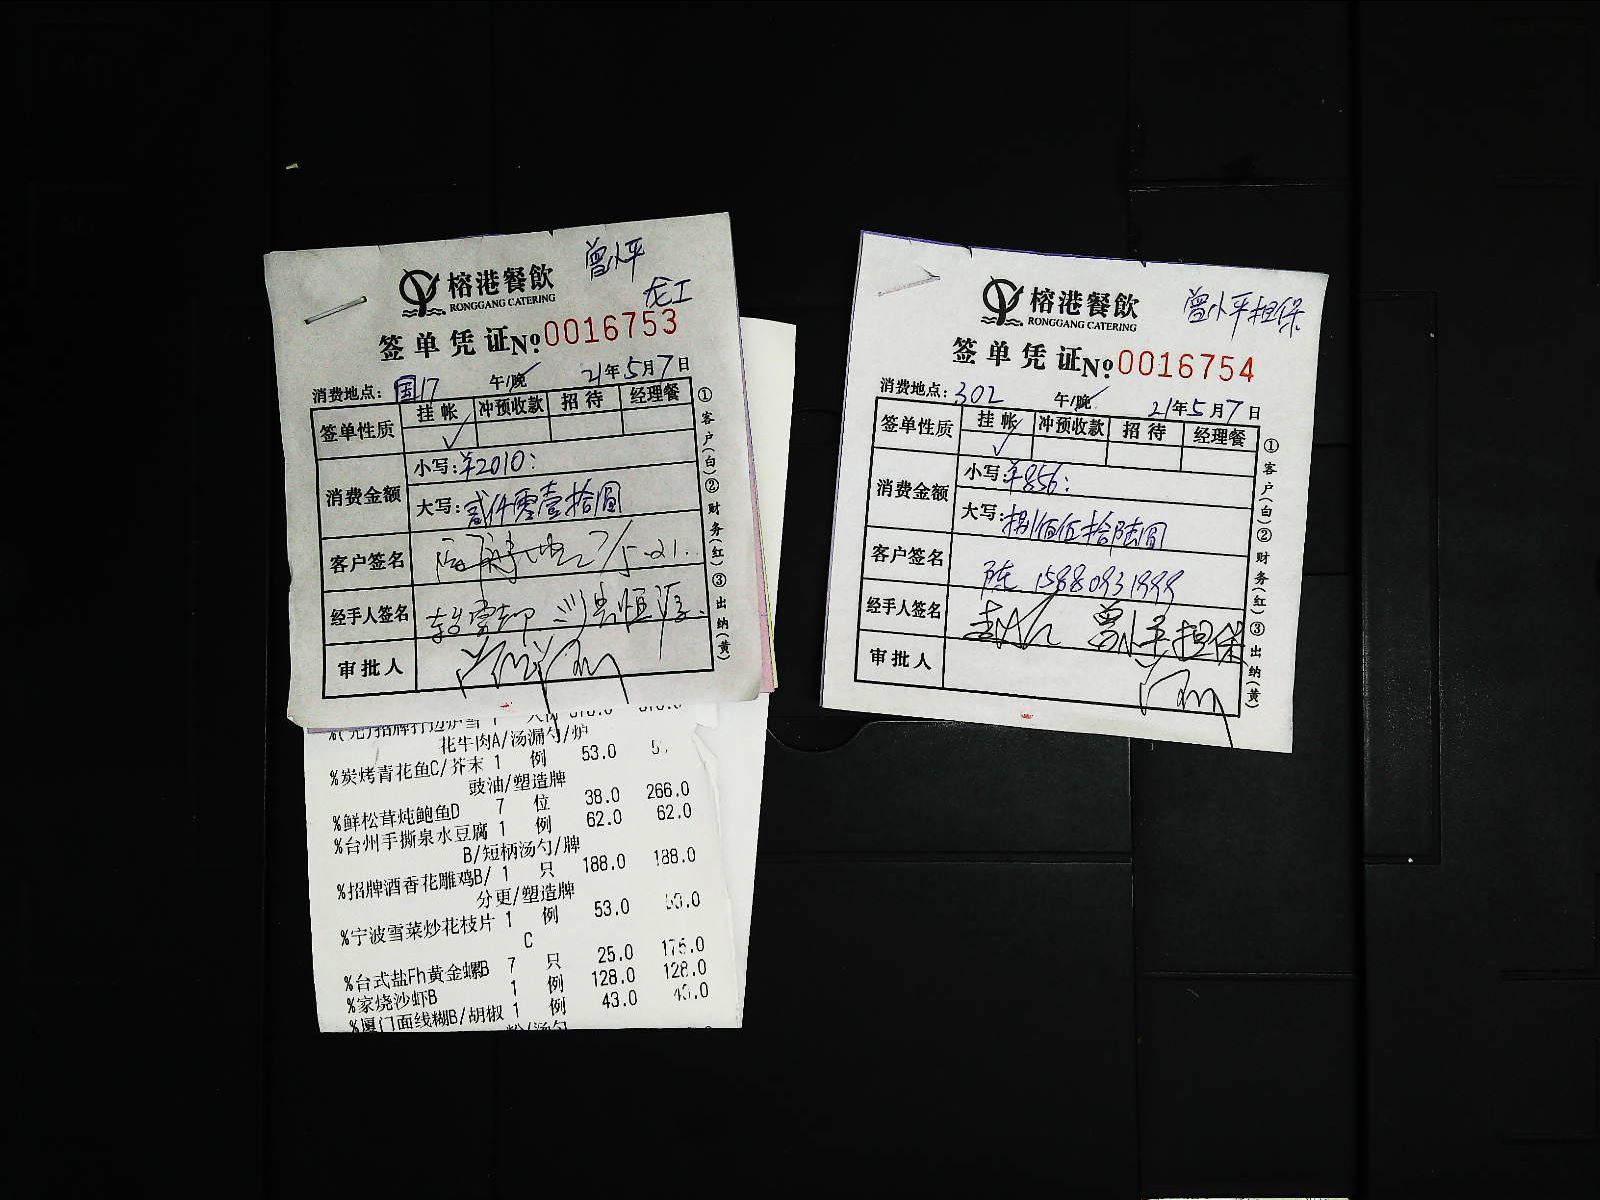 曾小平
龙工
榕港餐飲
RONGGANG CATERING
签单凭证№0016753
消费地点：国17 午/晚 21年5月7日
签单性质 挂帐 冲预收款 招待 经理餐
✓
消费金额 小写：¥2010：
大写：贰仟零壹拾圆
客户签名 7/5-21.
经手人签名
审批人
①客户(白)②财务(红)③出纳(黄)
花牛肉A/汤漏勺/炉
%炭烤青花鱼C/芥末 1 例 53.0
豉油/塑造牌
%鲜松茸炖鲍鱼D 7 位 38.0 266.0
%台州手撕泉水豆腐 1 例 62.0 62.0
B/短柄汤勺/牌
%招牌酒香花雕鸡B/ 1 只 188.0 188.0
分更/塑造牌
%宁波雪菜炒花枝片 1 例 53.0
C
%台式盐Fh黄金螺B 7 只 25.0 175.0
%家烧沙虾B 1 例 128.0 128.0
%厦门面线糊B/胡椒 1 例 43.0
曾小平担保
榕港餐飲
RONGGANG CATERING
签单凭证№0016754
消费地点：302 午/晚 21年5月7日
签单性质 挂帐 冲预收款 招待 经理餐
✓
消费金额 小写：¥856：
大写：捌佰伍拾陆圆
客户签名 陈 15880931999
经手人签名 曾小平担保
审批人
①客户(白)②财务(红)③出纳(黄)